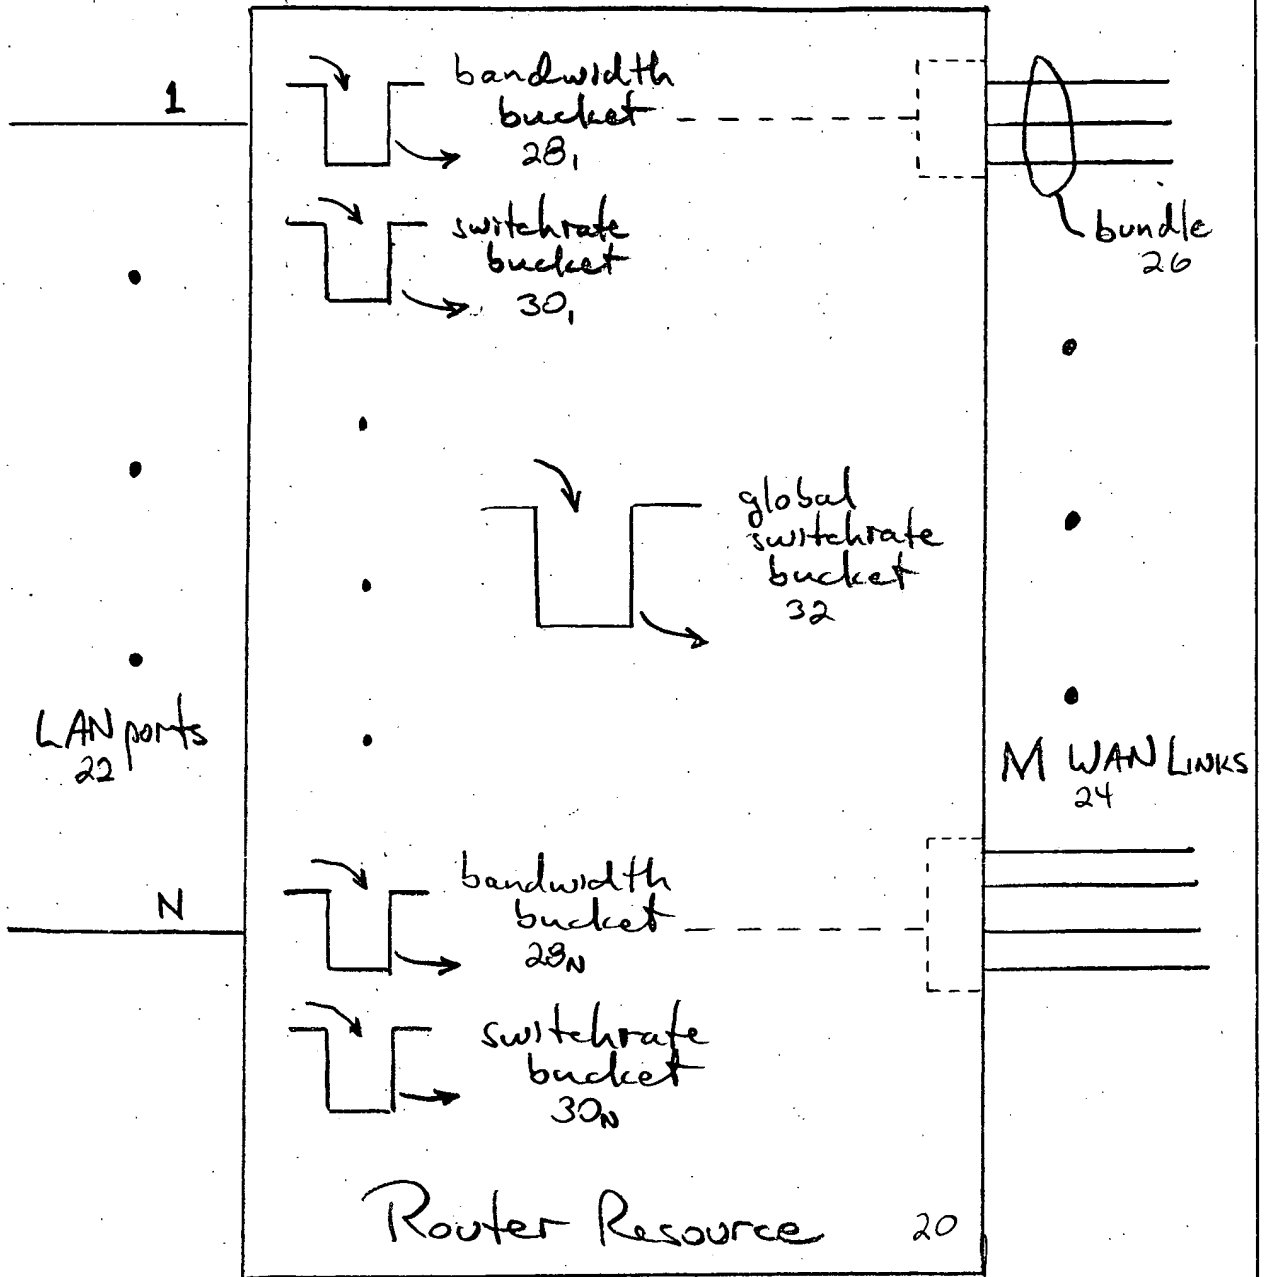 1
bandwidth
bucket
28₁
switchrate
bucket
30₁
bundle
26
global
switchrate
bucket
32
LAN ports
22
M WAN LINKS
24
N
bandwidth
bucket
28N
switchrate
bucket
30N
Router Resource 20